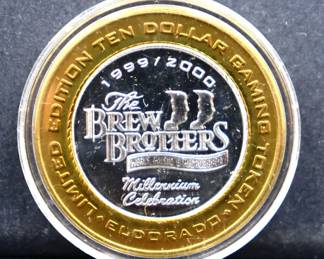 LIMITED EDITION TEN DOLLAR GAMING TOKEN
1999/2000
The
BREW
BROTHERS
Millennium
Celebration
• ELDORADO •